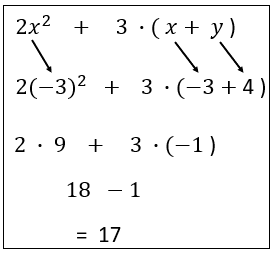 2x² + 3 ·( x + y )
2(−3)² + 3 ·(−3 + 4 )
2 · 9 + 3 ·(−1 )
18 −1
= 17